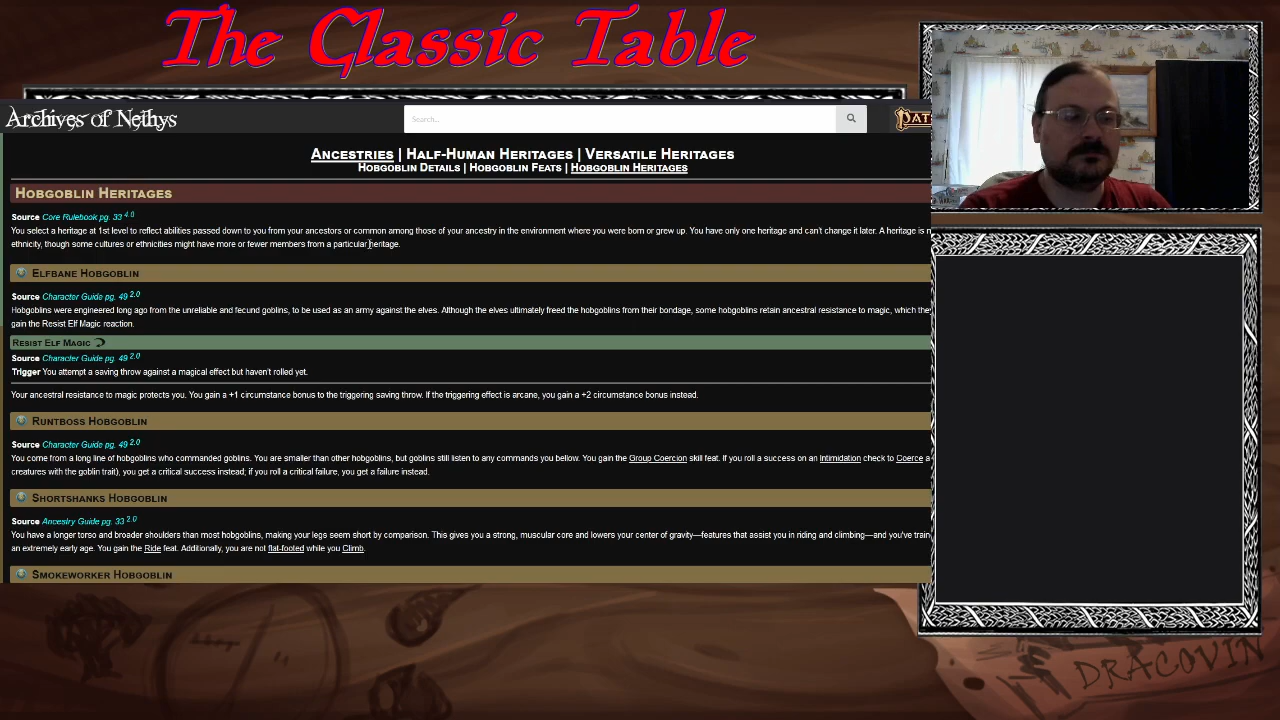 The Classic Table
Archives of Nethys
Search...
Ancestries | Half-Human Heritages | Versatile Heritages
Hobgoblin Details | Hobgoblin Feats | Hobgoblin Heritages
Hobgoblin Heritages
Source Core Rulebook pg. 33 4.0
You select a heritage at 1st level to reflect abilities passed down to you from your ancestors or common among those of your ancestry in the environment where you were born or grew up. You have only one heritage and can't change it later. A heritage is
ethnicity, though some cultures or ethnicities might have more or fewer members from a particular heritage.
Elfbane Hobgoblin
Source Character Guide pg. 49 2.0
Hobgoblins were engineered long ago from the unreliable and fecund goblins, to be used as an army against the elves. Although the elves ultimately freed the hobgoblins from their bondage, some hobgoblins retain ancestral resistance to magic, which they
gain the Resist Elf Magic reaction.
Resist Elf Magic
Source Character Guide pg. 49 2.0
Trigger You attempt a saving throw against a magical effect but haven't rolled yet.
Your ancestral resistance to magic protects you. You gain a +1 circumstance bonus to the triggering saving throw. If the triggering effect is arcane, you gain a +2 circumstance bonus instead.
Runtboss Hobgoblin
Source Character Guide pg. 49 2.0
You come from a long line of hobgoblins who commanded goblins. You are smaller than other hobgoblins, but goblins still listen to any commands you bellow. You gain the Group Coercion skill feat. If you roll a success on an Intimidation check to Coerce a
creatures with the goblin trait), you get a critical success instead; if you roll a critical failure, you get a failure instead.
Shortshanks Hobgoblin
Source Ancestry Guide pg. 33 2.0
You have a longer torso and broader shoulders than most hobgoblins, making your legs seem short by comparison. This gives you a strong, muscular core and lowers your center of gravity—features that assist you in riding and climbing—and you've train
an extremely early age. You gain the Ride feat. Additionally, you are not flat-footed while you Climb.
Smokeworker Hobgoblin
DRACOVIN